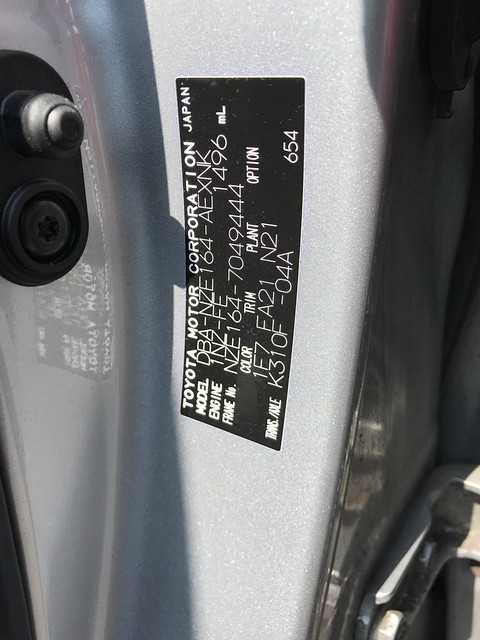 TOYOTA MOTOR CORPORATION JAPAN
MODEL DBA-NZE164-AEXNK
ENGINE 1NZ-FE 1496 mL
FRAME No. NZE164-7049444
COLOR TRIM PLANT OPTION
1E7 FA21 N21
TRANS./AXLE K310F -04A 654